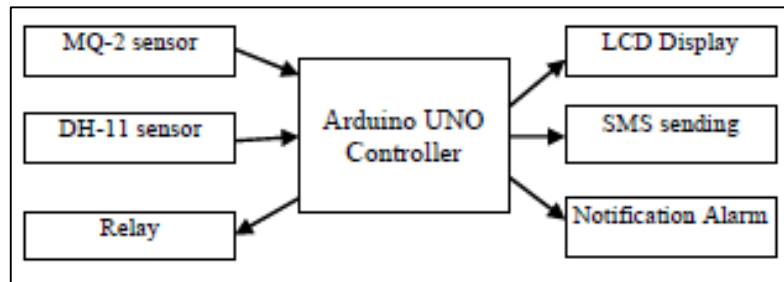 MQ-2 sensor
DH-11 sensor
Relay
Arduino UNO
Controller
LCD Display
SMS sending
Notification Alarm